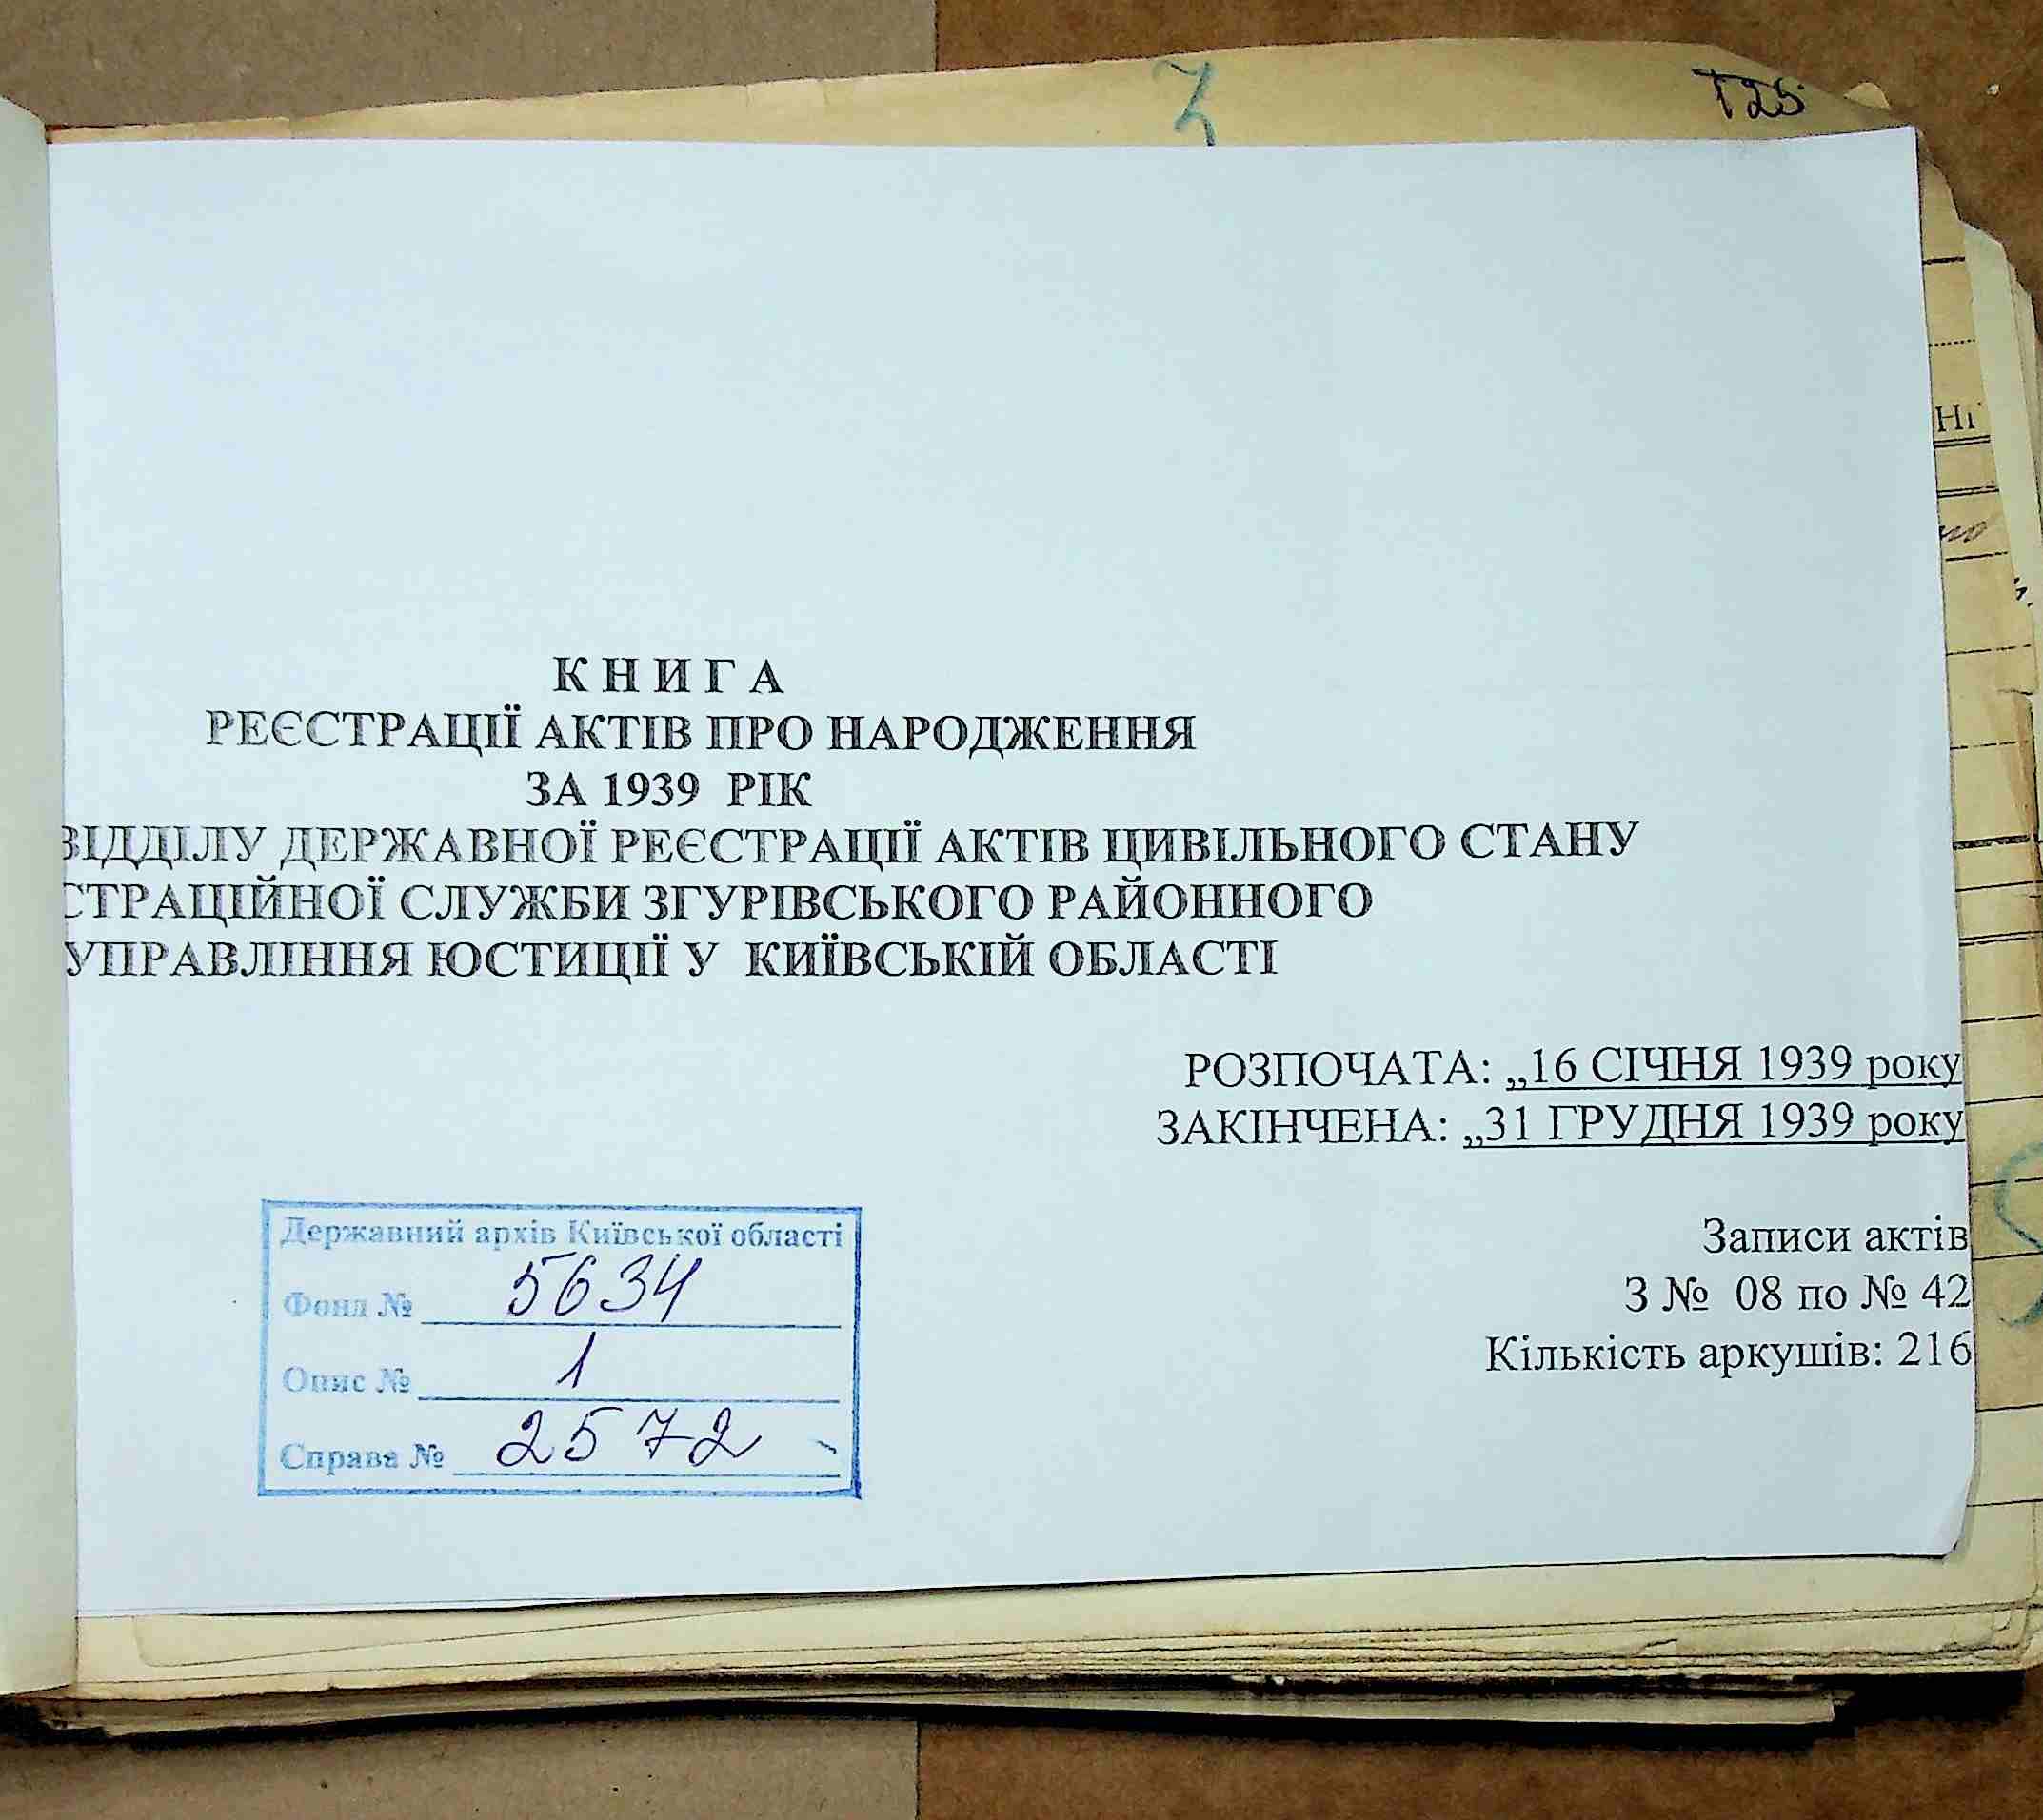 Т25
К Н И Г А
РЕЄСТРАЦІЇ АКТІВ ПРО НАРОДЖЕННЯ
ЗА 1939 РІК
ВІДДІЛУ ДЕРЖАВНОЇ РЕЄСТРАЦІЇ АКТІВ ЦИВІЛЬНОГО СТАНУ
СТРАЦІЙНОЇ СЛУЖБИ ЗГУРІВСЬКОГО РАЙОННОГО
УПРАВЛІННЯ ЮСТИЦІЇ У КИЇВСЬКІЙ ОБЛАСТІ
РОЗПОЧАТА: „16 СІЧНЯ 1939 року
ЗАКІНЧЕНА: „31 ГРУДНЯ 1939 року
Записи актів
З № 08 по № 42
Кількість аркушів: 216
Державний архів Київської області
Фонд № 5634
Опис № 1
Справа № 2572